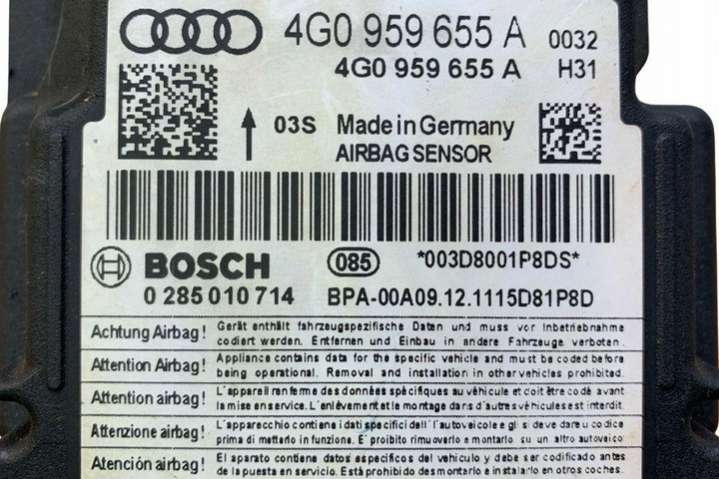 4G0 959 655 A 0032
4G0 959 655 A H31
03S Made in Germany
AIRBAG SENSOR
BOSCH 085 *003D8001P8DS*
0 285 010 714 BPA-00A09.12.1115D81P8D
Achtung Airbag! Gerät enthält fahrzeugspezifische Daten und muss vor Inbetriebnahme
codiert werden. Entfernen und Einbau in andere Fahrzeuge verboten.
Attention Airbag! Appliance contains data for the specific vehicle and must be coded before
being operational. Removal and installation in other vehicles prohibited.
Attention airbag! L'appareil renferme des données spécifiques au véhicule et doit être codé avant
la mise en service. L'enlèvement et le montage dans d'autres véhicules est interdit.
Attenzione airbag! L'apparecchio contiene i dati specifici dell'autoveicolo e gli si deve dare u codice
prima di metterlo in funzione. E' proibito rimuoverlo e montarlo su un altro autoveico
Atención airbag! El aparato contiene datos específicos del vehículo y debe ser codificado antes
de la puesta en servicio. Está prohibido desmontarlo e instalarlo en otros coches.